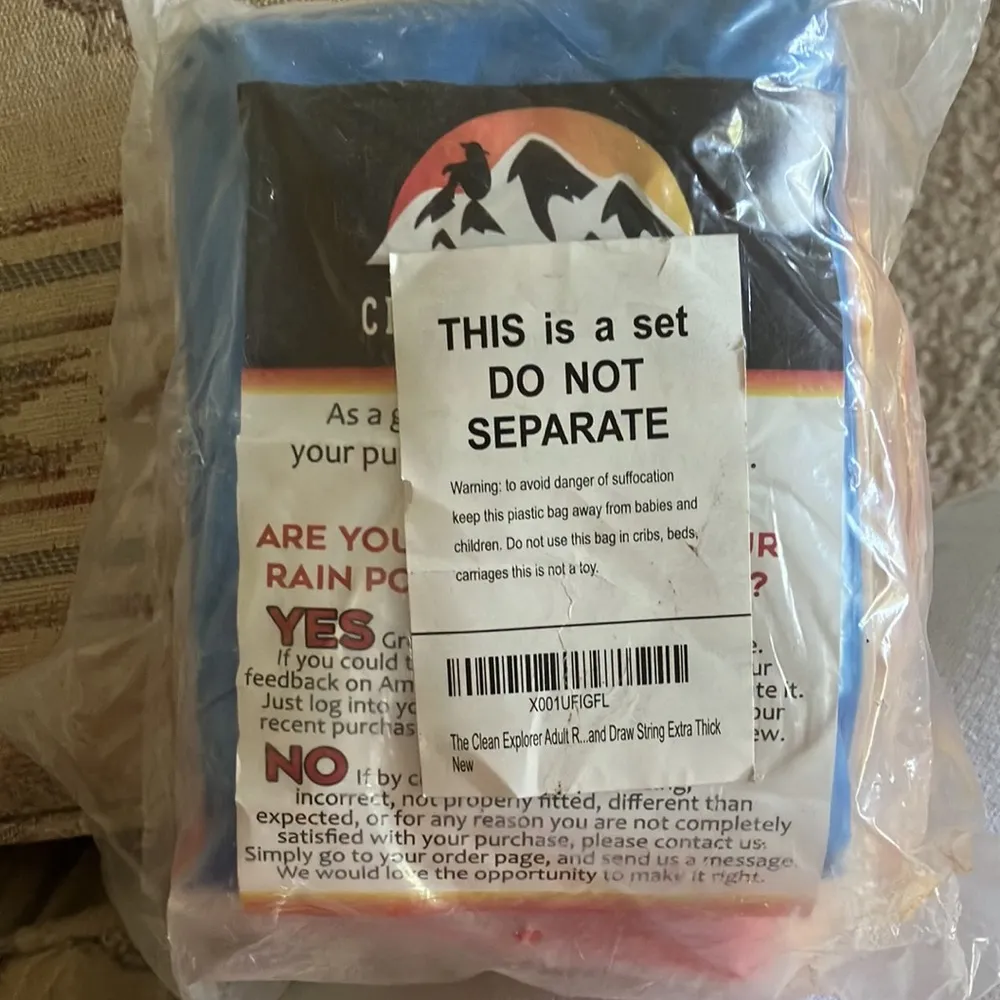 THIS is a set
DO NOT
SEPARATE
Warning: to avoid danger of suffocation
keep this piastic bag away from babies and
children. Do not use this bag in cribs, beds,
carriages this is not a toy.
X001UFIGFL
The Clean Explorer Adult R...and Draw String Extra Thick
New
As a
your
ARE YOU
RAIN
YES
If you could
feedback on
Just log into
recent
NO If by
incorrect, not properly fitted, different than
expected, or for any reason you are not completely
satisfied with your purchase, please contact us.
Simply go to your order page, and send us a message.
We would love the opportunity to make it right.